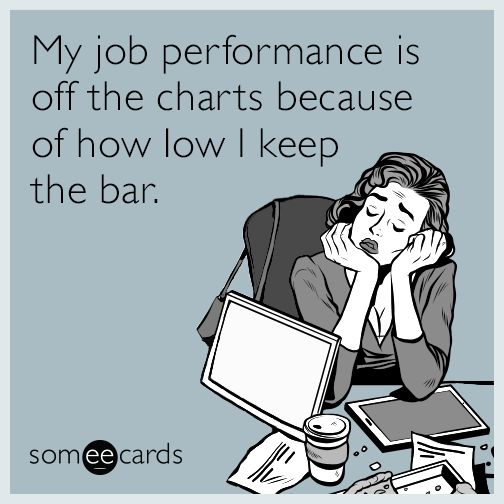 My job performance is
off the charts because
of how low I keep
the bar.
someecards